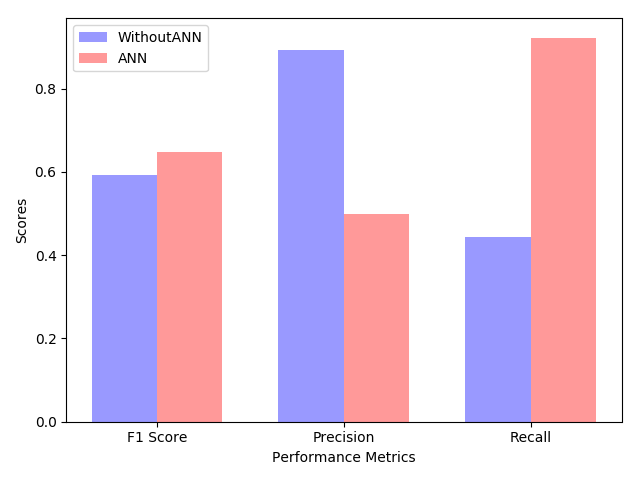 WithoutANN
ANN
0.8
0.6
0.4
0.2
0.0
Scores
F1 Score
Precision
Recall
Performance Metrics